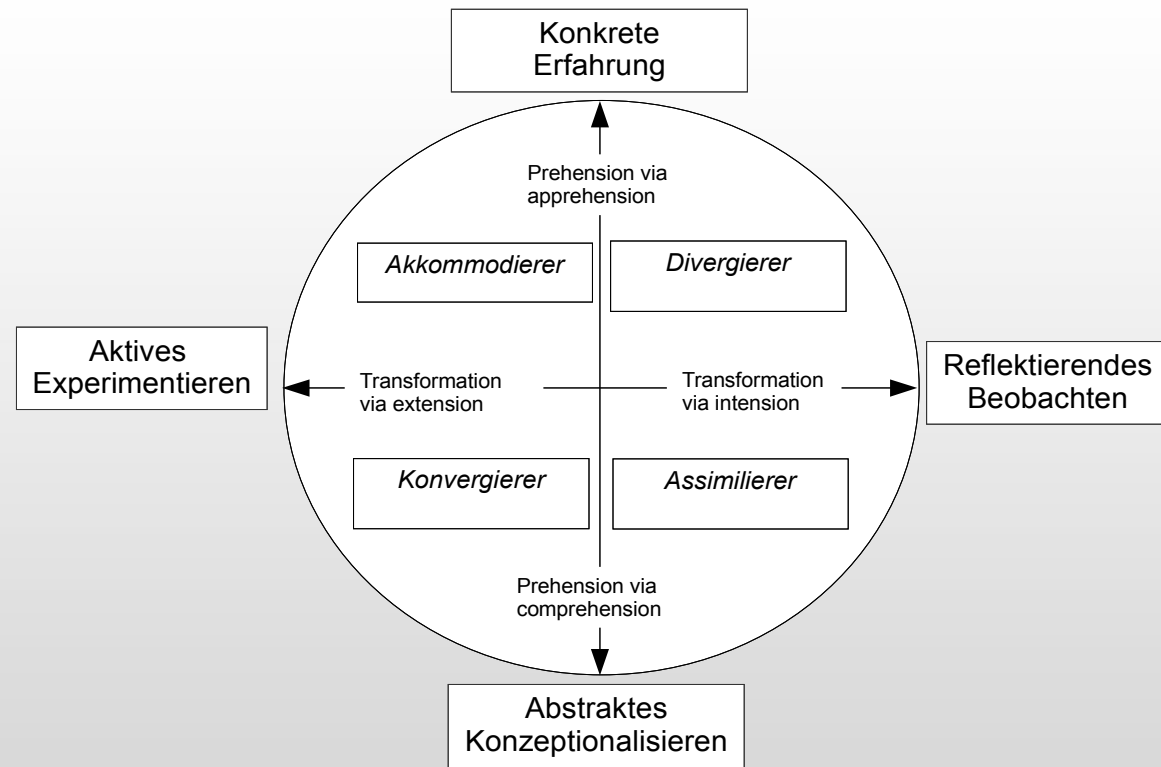 Konkrete
Erfahrung
Prehension via
apprehension
Akkommodierer
Divergierer
Aktives
Experimentieren
Transformation
via extension
Transformation
via intension
Reflektierendes
Beobachten
Konvergierer
Assimilierer
Prehension via
comprehension
Abstraktes
Konzeptionalisieren